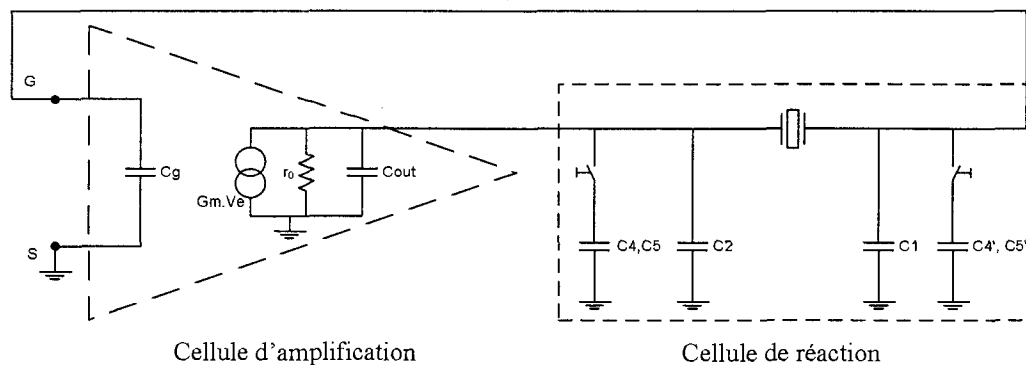 G
S
Cg
Gm.Ve
r₀
Cout
C4,C5
C2
C1
C4', C5'
Cellule d'amplification
Cellule de réaction